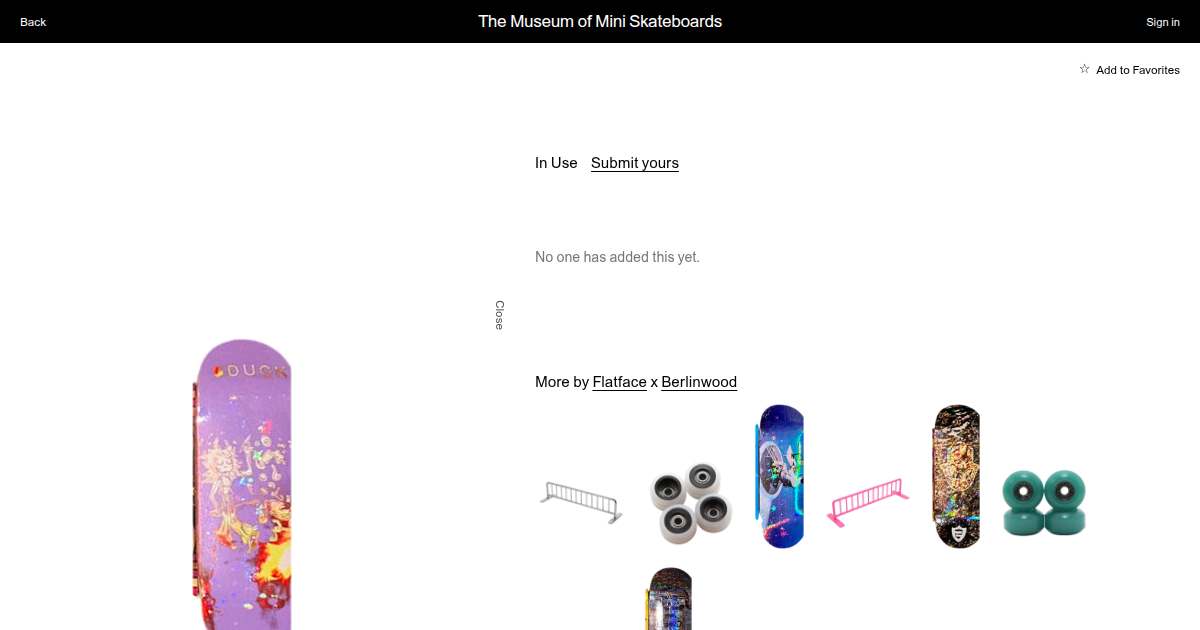 Back
The Museum of Mini Skateboards
Sign in
☆ Add to Favorites
In Use Submit yours
No one has added this yet.
Close
DUCK
More by Flatface x Berlinwood